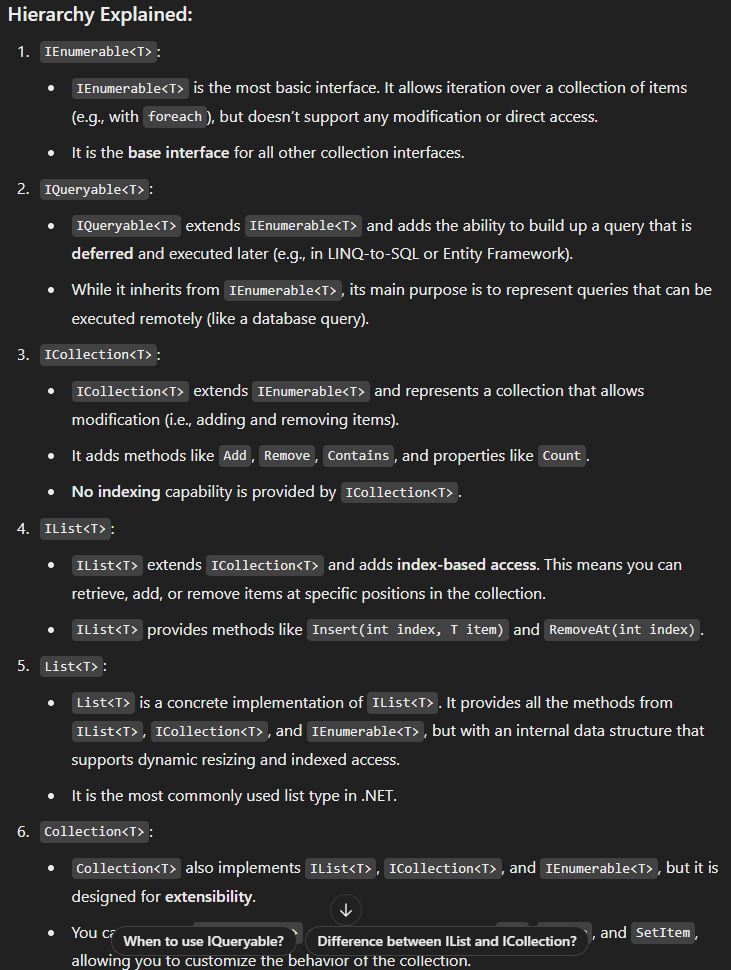 Hierarchy Explained:
1. IEnumerable<T>:
• IEnumerable<T> is the most basic interface. It allows iteration over a collection of items
(e.g., with foreach), but doesn’t support any modification or direct access.
• It is the base interface for all other collection interfaces.
2. IQueryable<T>:
• IQueryable<T> extends IEnumerable<T> and adds the ability to build up a query that is
deferred and executed later (e.g., in LINQ-to-SQL or Entity Framework).
• While it inherits from IEnumerable<T>, its main purpose is to represent queries that can be
executed remotely (like a database query).
3. ICollection<T>:
• ICollection<T> extends IEnumerable<T> and represents a collection that allows
modification (i.e., adding and removing items).
• It adds methods like Add, Remove, Contains, and properties like Count.
• No indexing capability is provided by ICollection<T>.
4. IList<T>:
• IList<T> extends ICollection<T> and adds index-based access. This means you can
retrieve, add, or remove items at specific positions in the collection.
• IList<T> provides methods like Insert(int index, T item) and RemoveAt(int index).
5. List<T>:
• List<T> is a concrete implementation of IList<T>. It provides all the methods from
IList<T>, ICollection<T>, and IEnumerable<T>, but with an internal data structure that
supports dynamic resizing and indexed access.
• It is the most commonly used list type in .NET.
6. Collection<T>:
• Collection<T> also implements IList<T>, ICollection<T>, and IEnumerable<T>, but it is
designed for extensibility.
• You , and SetItem,
When to use IQueryable? Difference between IList and ICollection?
allowing you to customize the behavior of the collection.